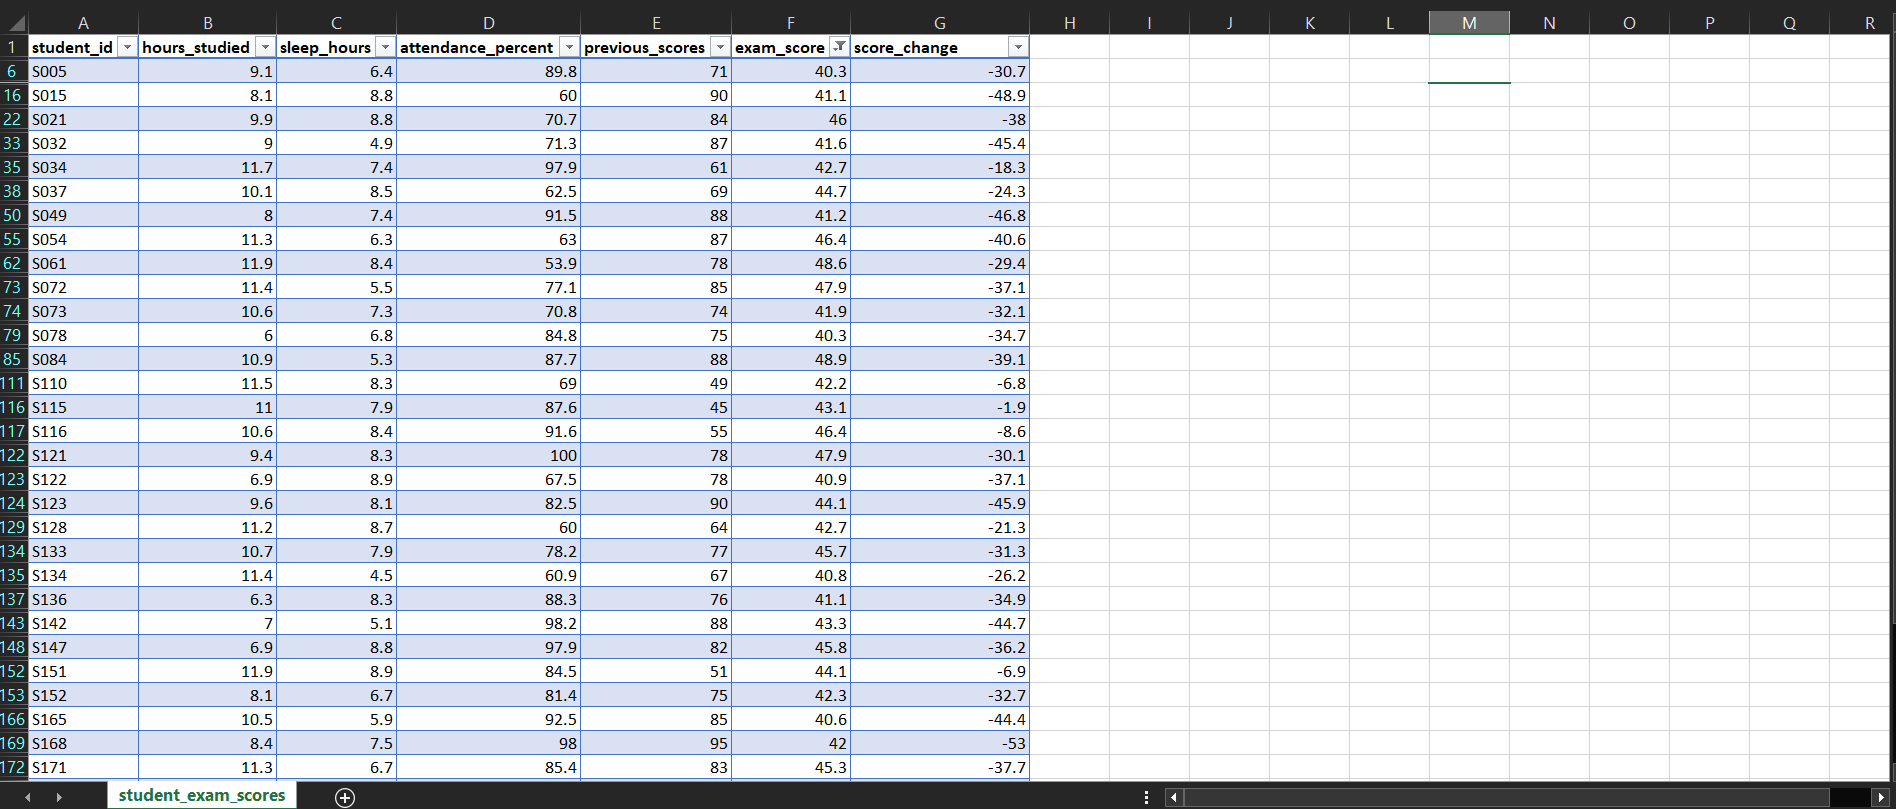 A B C D E F G H I J K L M N O P Q R
1 student_id hours_studied sleep_hours attendance_percent previous_scores exam_score score_change
6 S005 9.1 6.4 89.8 71 40.3 -30.7
16 S015 8.1 8.8 60 90 41.1 -48.9
22 S021 9.9 8.8 70.7 84 46 -38
33 S032 9 4.9 71.3 87 41.6 -45.4
35 S034 11.7 7.4 97.9 61 42.7 -18.3
38 S037 10.1 8.5 62.5 69 44.7 -24.3
50 S049 8 7.4 91.5 88 41.2 -46.8
55 S054 11.3 6.3 63 87 46.4 -40.6
62 S061 11.9 8.4 53.9 78 48.6 -29.4
73 S072 11.4 5.5 77.1 85 47.9 -37.1
74 S073 10.6 7.3 70.8 74 41.9 -32.1
79 S078 6 6.8 84.8 75 40.3 -34.7
85 S084 10.9 5.3 87.7 88 48.9 -39.1
111 S110 11.5 8.3 69 49 42.2 -6.8
116 S115 11 7.9 87.6 45 43.1 -1.9
117 S116 10.6 8.4 91.6 55 46.4 -8.6
122 S121 9.4 8.3 100 78 47.9 -30.1
123 S122 6.9 8.9 67.5 78 40.9 -37.1
124 S123 9.6 8.1 82.5 90 44.1 -45.9
129 S128 11.2 8.7 60 64 42.7 -21.3
134 S133 10.7 7.9 78.2 77 45.7 -31.3
135 S134 11.4 4.5 60.9 67 40.8 -26.2
137 S136 6.3 8.3 88.3 76 41.1 -34.9
143 S142 7 5.1 98.2 88 43.3 -44.7
148 S147 6.9 8.8 97.9 82 45.8 -36.2
152 S151 11.9 8.9 84.5 51 44.1 -6.9
153 S152 8.1 6.7 81.4 75 42.3 -32.7
166 S165 10.5 5.9 92.5 85 40.6 -44.4
169 S168 8.4 7.5 98 95 42 -53
172 S171 11.3 6.7 85.4 83 45.3 -37.7
student_exam_scores